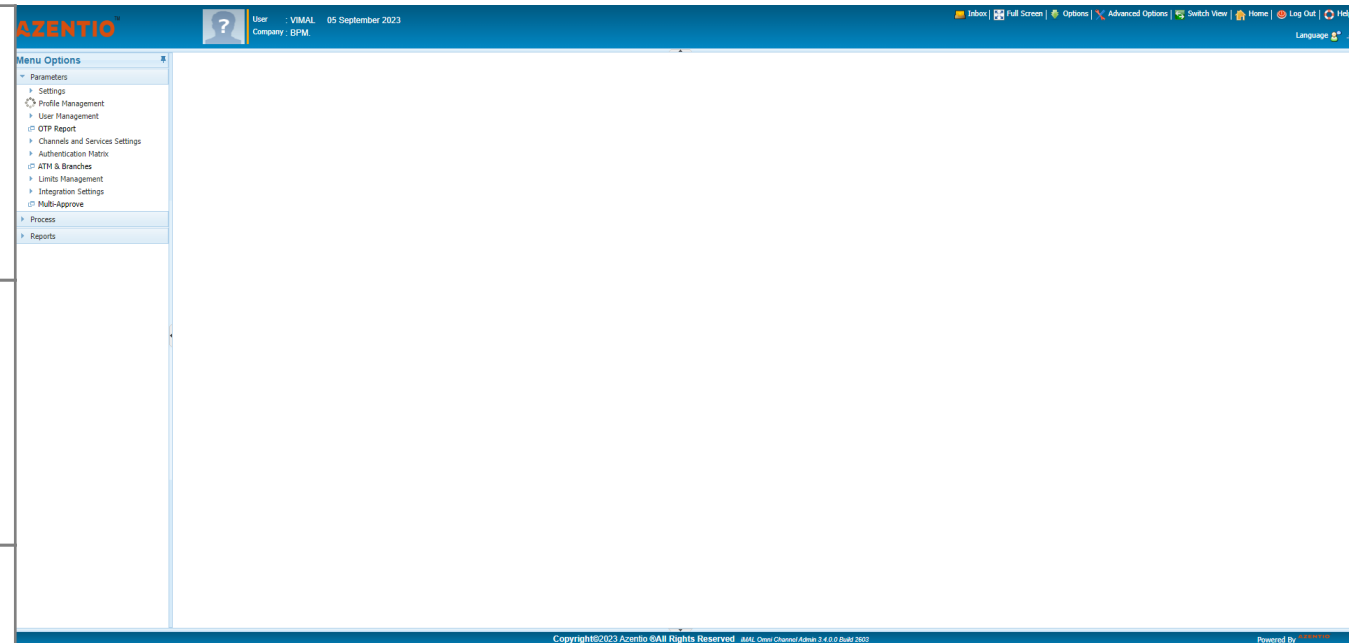 AZENTIO
User : VIMAL 05 September 2023
Company : BPM.
Inbox | Full Screen | Options | Advanced Options | Switch View | Home | Log Out |
Language
Menu Options
Parameters
Settings
Profile Management
User Management
OTP Report
Channels and Services Settings
Authentication Matrix
ATM & Branches
Limits Management
Integration Settings
Multi-Approve
Process
Reports
Copyright©2023 Azentio ®All Rights Reserved iMAL Omni Channel Admin 3.4.0.0 Build 2603
Powered By AZENTIO